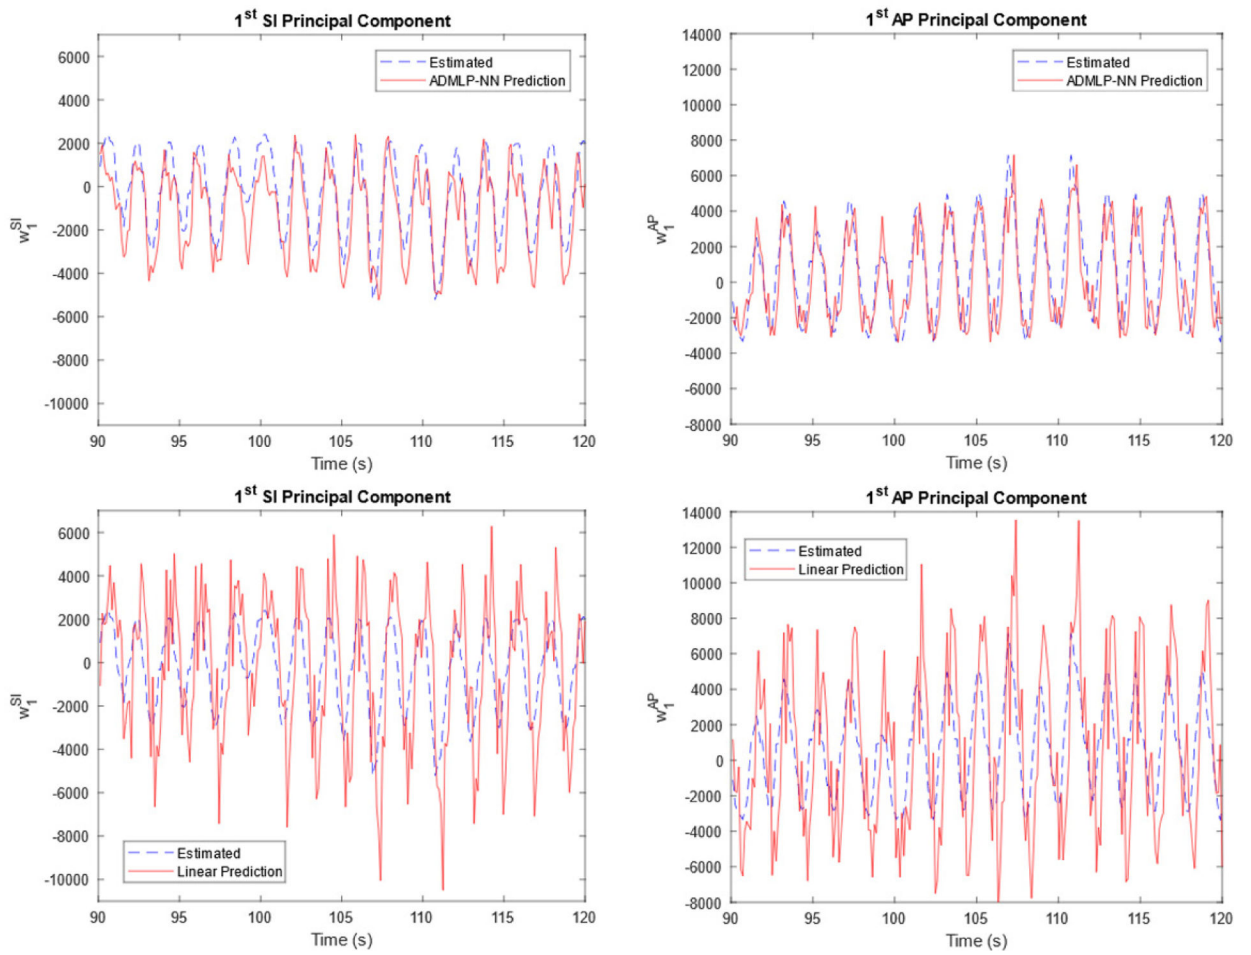 1st SI Principal Component
Estimated
ADMLP-NN Prediction
6000
4000
2000
0
-2000
-4000
-6000
-8000
-10000
w1SI
90 95 100 105 110 115 120
Time (s)
1st AP Principal Component
Estimated
ADMLP-NN Prediction
14000
12000
10000
8000
6000
4000
2000
0
-2000
-4000
-6000
-8000
w1AP
90 95 100 105 110 115 120
Time (s)
1st SI Principal Component
6000
4000
2000
0
-2000
-4000
-6000
-8000
-10000
w1SI
Estimated
Linear Prediction
90 95 100 105 110 115 120
Time (s)
1st AP Principal Component
Estimated
Linear Prediction
14000
12000
10000
8000
6000
4000
2000
0
-2000
-4000
-6000
-8000
w1AP
90 95 100 105 110 115 120
Time (s)